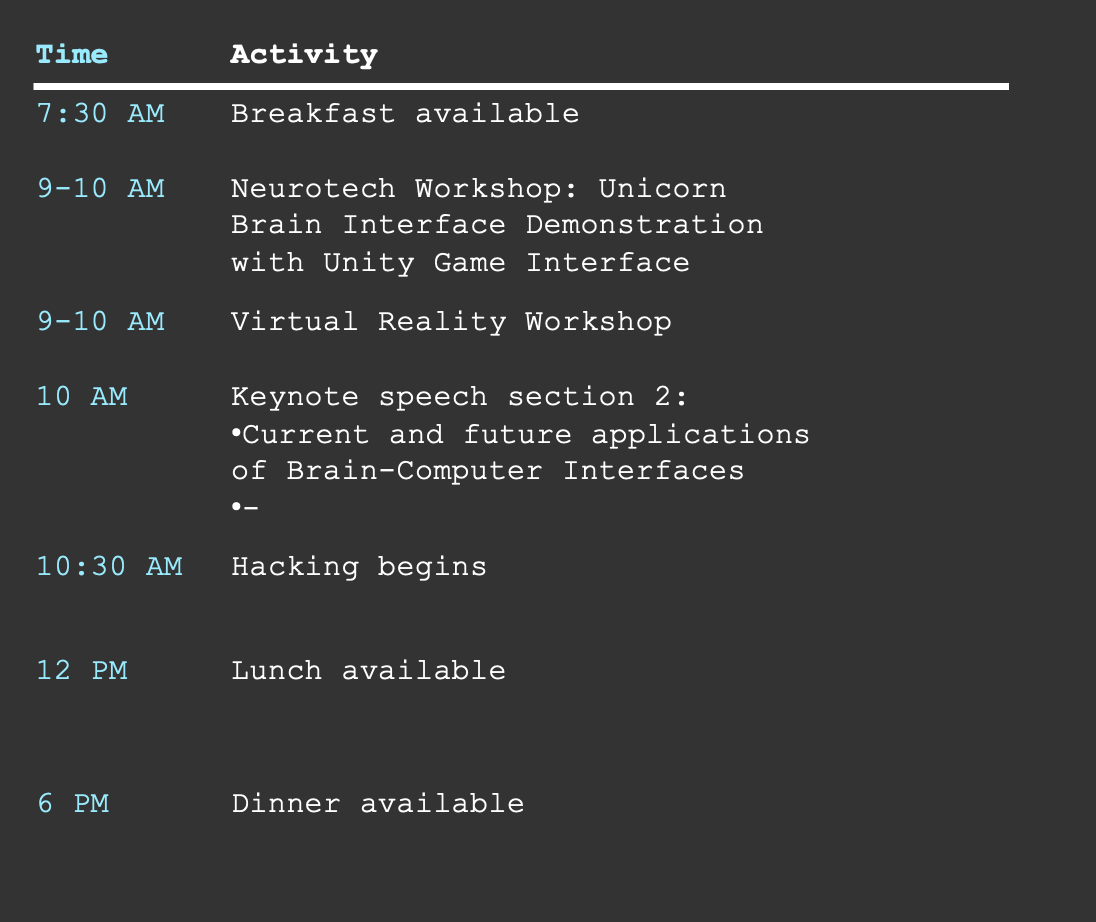 Time Activity
7:30 AM Breakfast available
9-10 AM Neurotech Workshop: Unicorn
Brain Interface Demonstration
with Unity Game Interface
9-10 AM Virtual Reality Workshop
10 AM Keynote speech section 2:
•Current and future applications
of Brain-Computer Interfaces
•-
10:30 AM Hacking begins
12 PM Lunch available
6 PM Dinner available